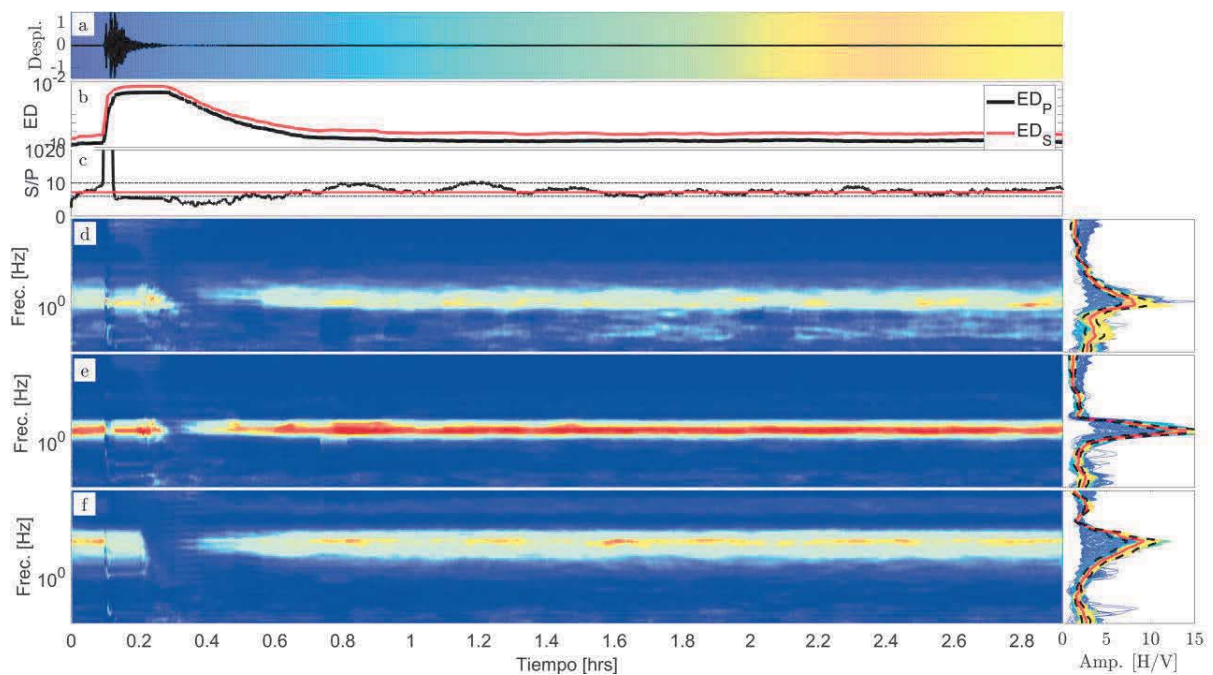 a
Despl.
1
0
-1
-2
b
ED
10
-2
-10
ED_P
ED_S
c
S/P
1020
10
0
d
Frec. [Hz]
10^0
e
Frec. [Hz]
10^0
f
Frec. [Hz]
10^0
0 0.2 0.4 0.6 0.8 1 1.2 1.4 1.6 1.8 2 2.2 2.4 2.6 2.8
0 5 10 15
Tiempo [hrs]
Amp. [H/V]